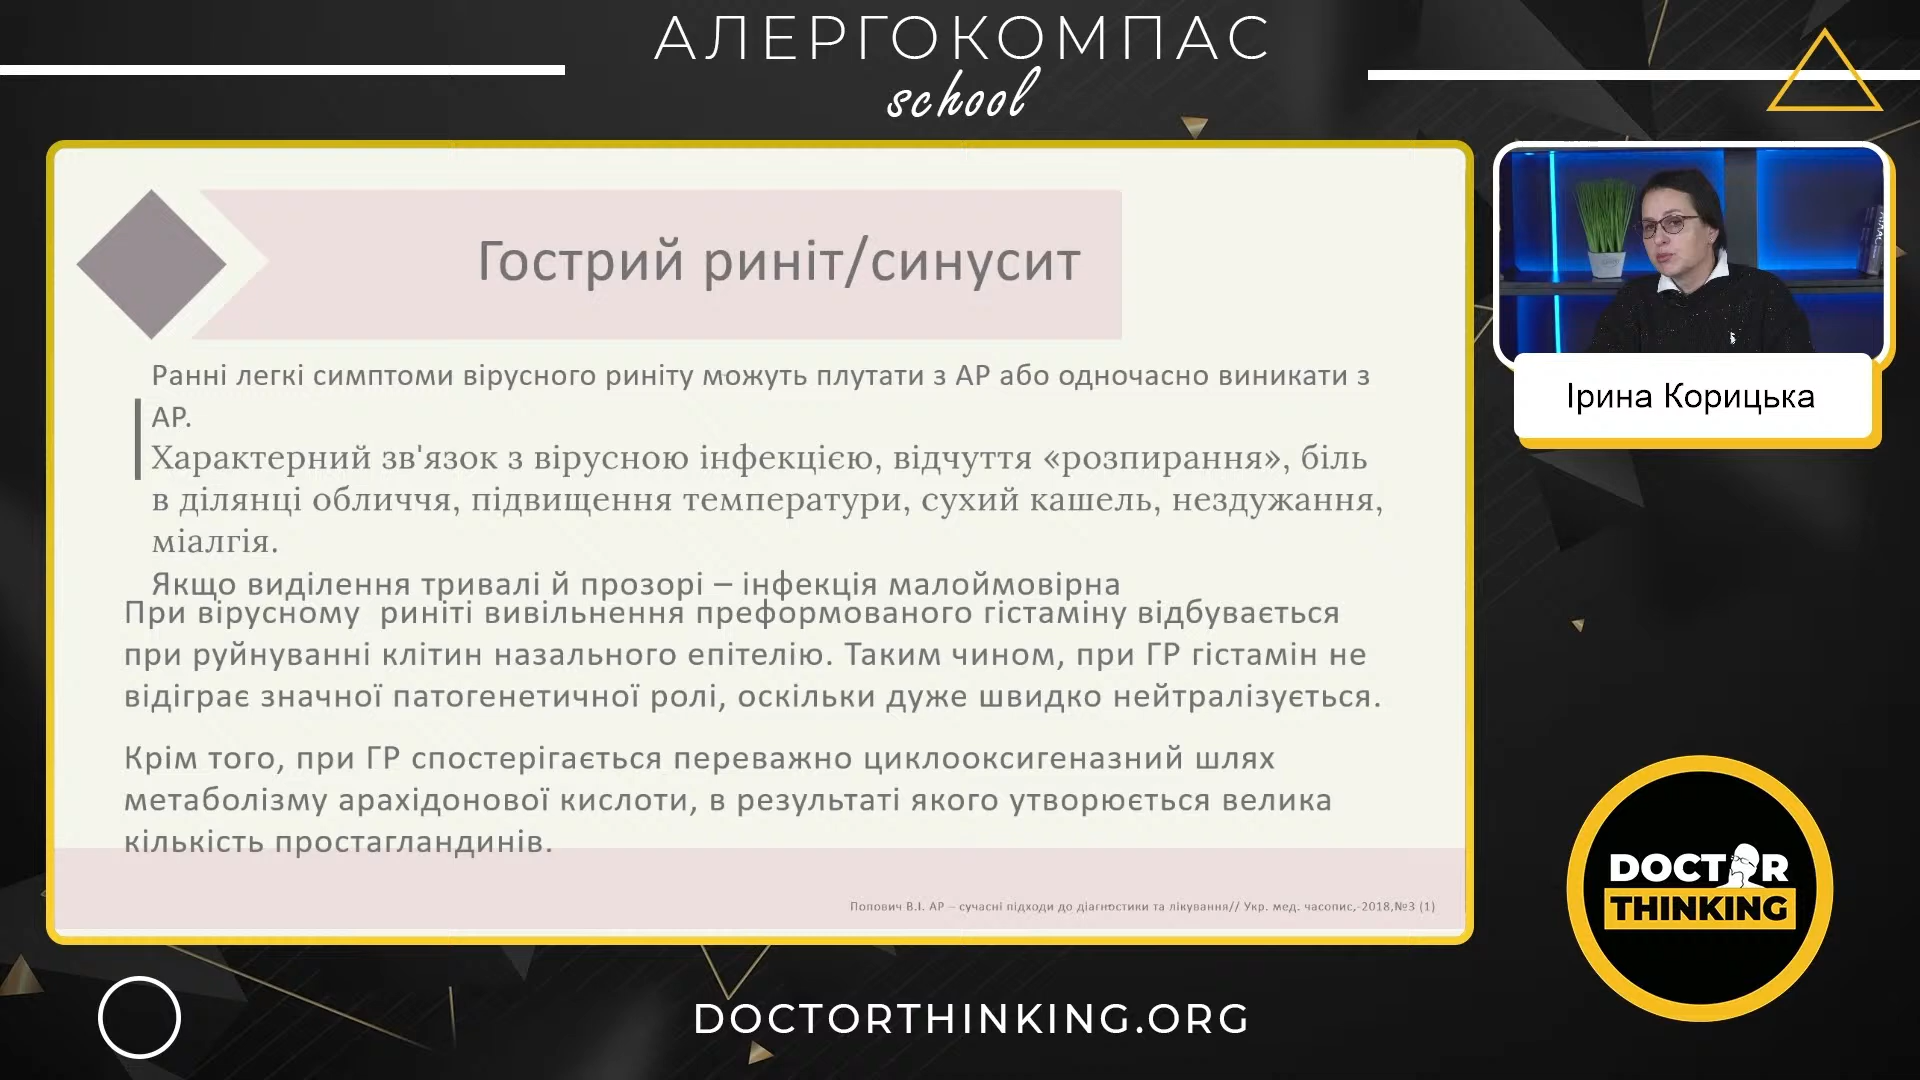 АЛЕРГОКОМПАС
school
Гострий риніт/синусит
Ранні легкі симптоми вірусного риніту можуть плутати з АР або одночасно виникати з
АР.
Характерний зв'язок з вірусною інфекцією, відчуття «розпирання», біль
в ділянці обличчя, підвищення температури, сухий кашель, нездужання,
міалгія.
Якщо виділення тривалі й прозорі – інфекція малоймовірна
При вірусному риніті вивільнення преформованого гістаміну відбувається
при руйнуванні клітин назального епітелію. Таким чином, при ГР гістамін не
відіграє значної патогенетичної ролі, оскільки дуже швидко нейтралізується.
Крім того, при ГР спостерігається переважно циклооксигеназний шлях
метаболізму арахідонової кислоти, в результаті якого утворюється велика
кількість простагландинів.
Попович В.І. АР – сучасні підходи до діагностики та лікування// Укр. мед. часопис,-2018,№3 (1)
Ірина Корицька
DOCTOR
THINKING
DOCTORTHINKING.ORG